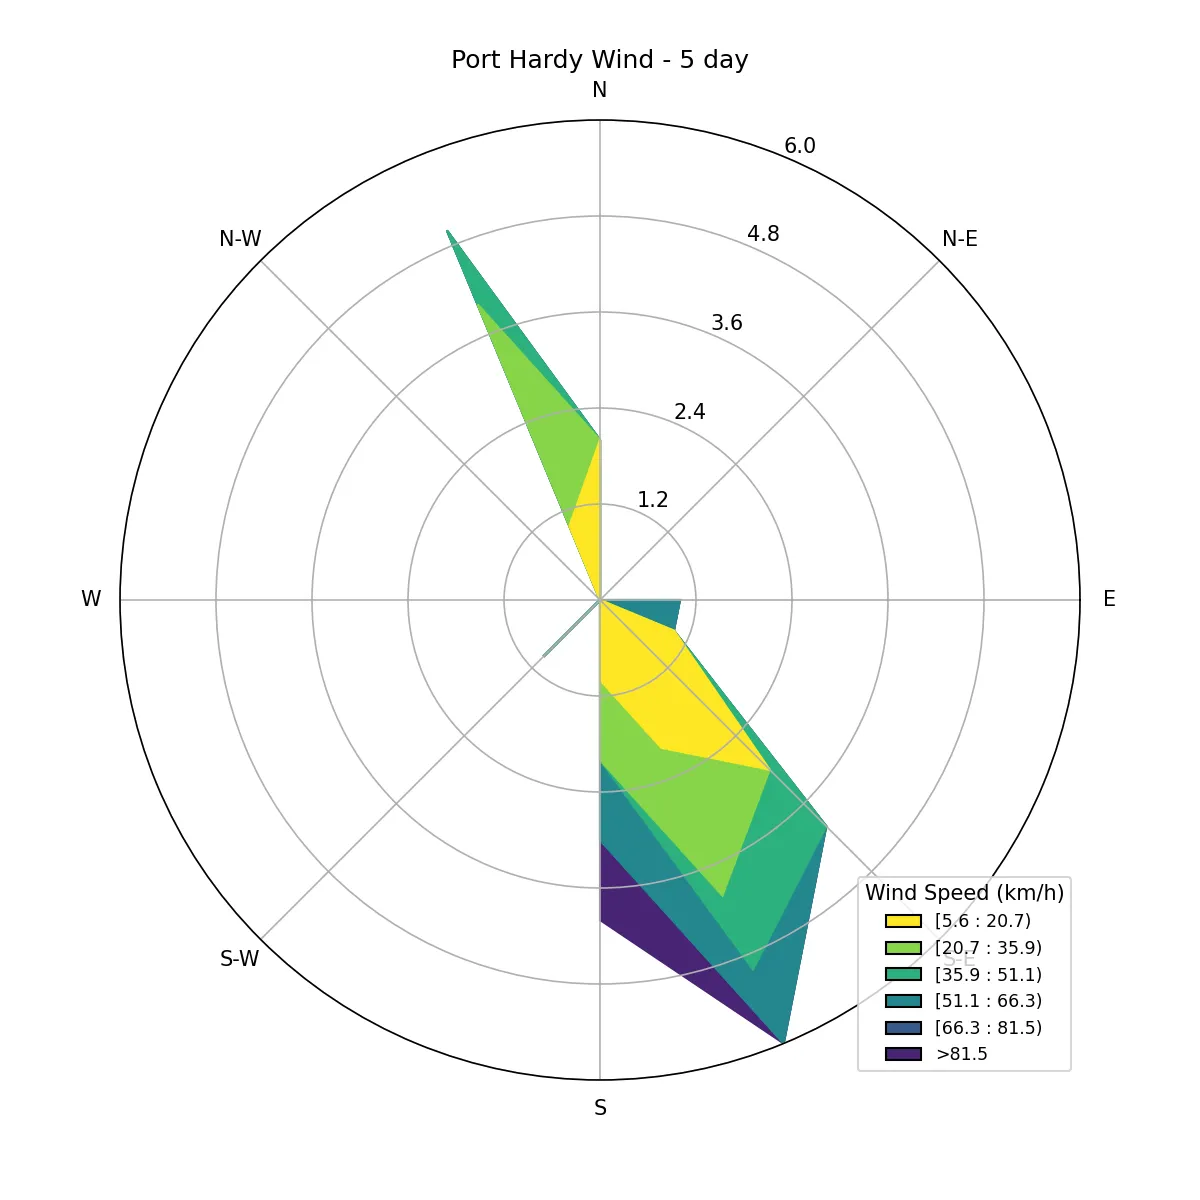 Port Hardy Wind - 5 day
N
6.0
N-W
4.8
N-E
3.6
2.4
1.2
W
E
Wind Speed (km/h)
[5.6 : 20.7)
[20.7 : 35.9)
S-W
S-E
[35.9 : 51.1)
[51.1 : 66.3)
[66.3 : 81.5)
>81.5
S